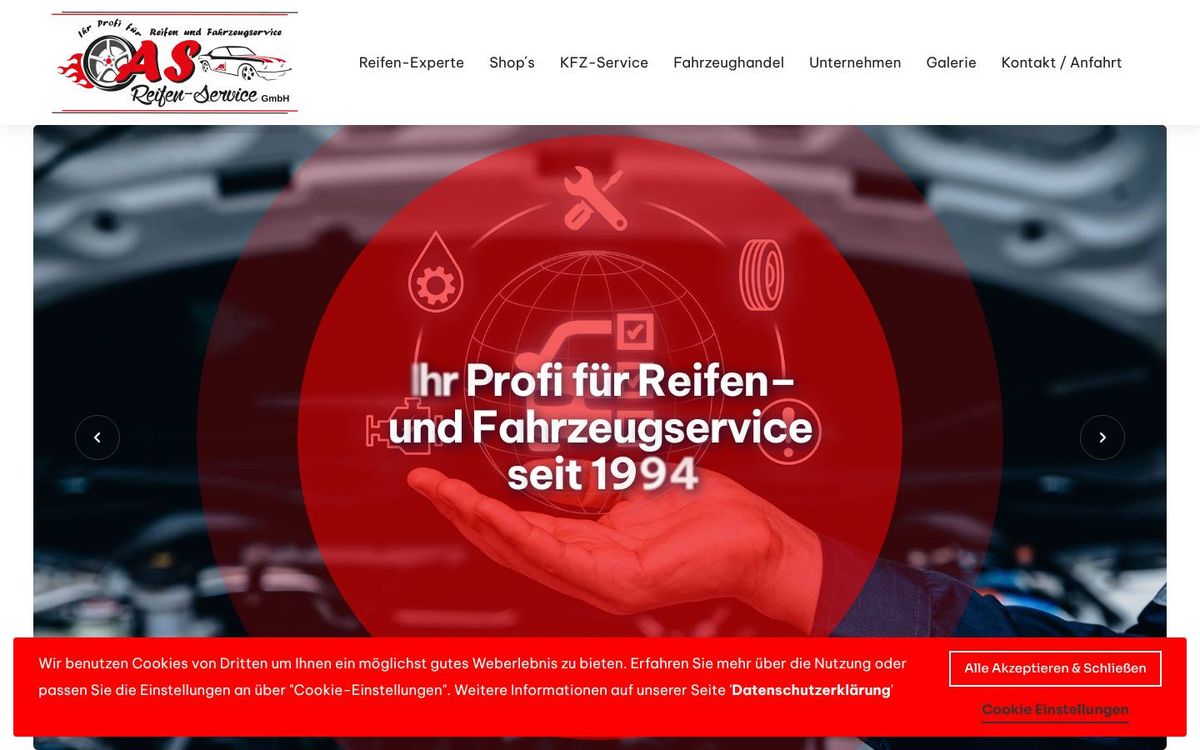 Ihr Profi für Reifen und Fahrzeugservice
AS
Reifen-Service GmbH
Reifen-Experte
Shop´s
KFZ-Service
Fahrzeughandel
Unternehmen
Galerie
Kontakt / Anfahrt
Ihr Profi für Reifen–
und Fahrzeugservice
seit 1994
Wir benutzen Cookies von Dritten um Ihnen ein möglichst gutes Weberlebnis zu bieten. Erfahren Sie mehr über die Nutzung oder
passen Sie die Einstellungen an über "Cookie-Einstellungen". Weitere Informationen auf unserer Seite 'Datenschutzerklärung'
Alle Akzeptieren & Schließen
Cookie Einstellungen